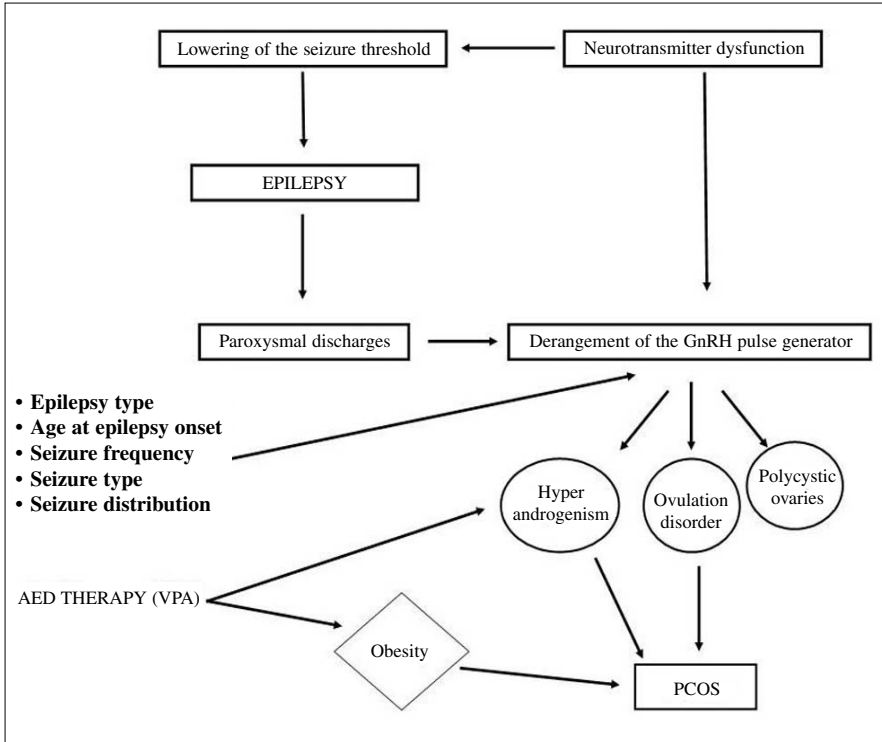 Lowering of the seizure threshold
Neurotransmitter dysfunction
EPILEPSY
Paroxysmal discharges
Derangement of the GnRH pulse generator
• Epilepsy type
• Age at epilepsy onset
• Seizure frequency
• Seizure type
• Seizure distribution
Hyper
androgenism
Ovulation
disorder
Polycystic
ovaries
AED THERAPY (VPA)
Obesity
PCOS